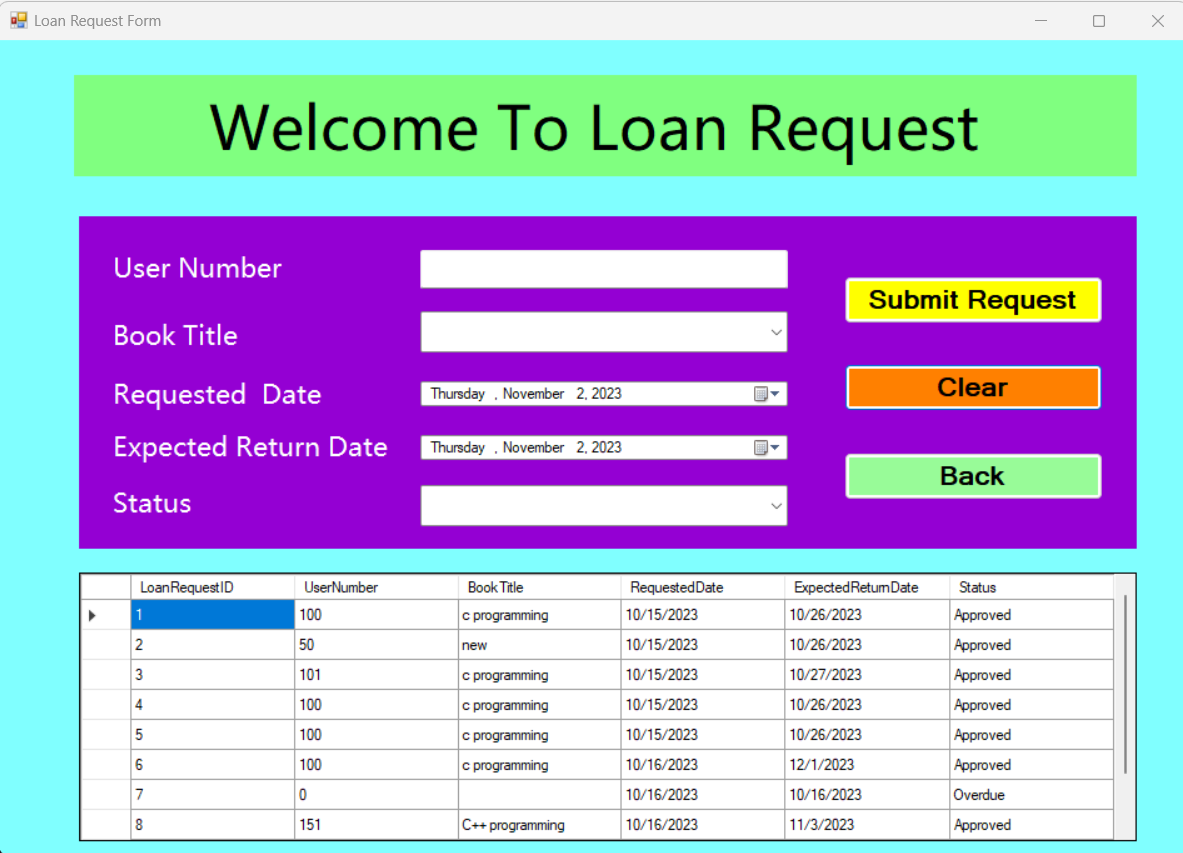 Loan Request Form
Welcome To Loan Request
User Number
Submit Request
Book Title
Requested  Date
Thursday , November 2, 2023
Clear
Expected Return Date
Thursday , November 2, 2023
Back
Status
LoanRequestID UserNumber BookTitle RequestedDate ExpectedReturnDate Status
1 100 c programming 10/15/2023 10/26/2023 Approved
2 50 new 10/15/2023 10/26/2023 Approved
3 101 c programming 10/15/2023 10/27/2023 Approved
4 100 c programming 10/15/2023 10/26/2023 Approved
5 100 c programming 10/15/2023 10/26/2023 Approved
6 100 c programming 10/16/2023 12/1/2023 Approved
7 0 10/16/2023 10/16/2023 Overdue
8 151 C++ programming 10/16/2023 11/3/2023 Approved